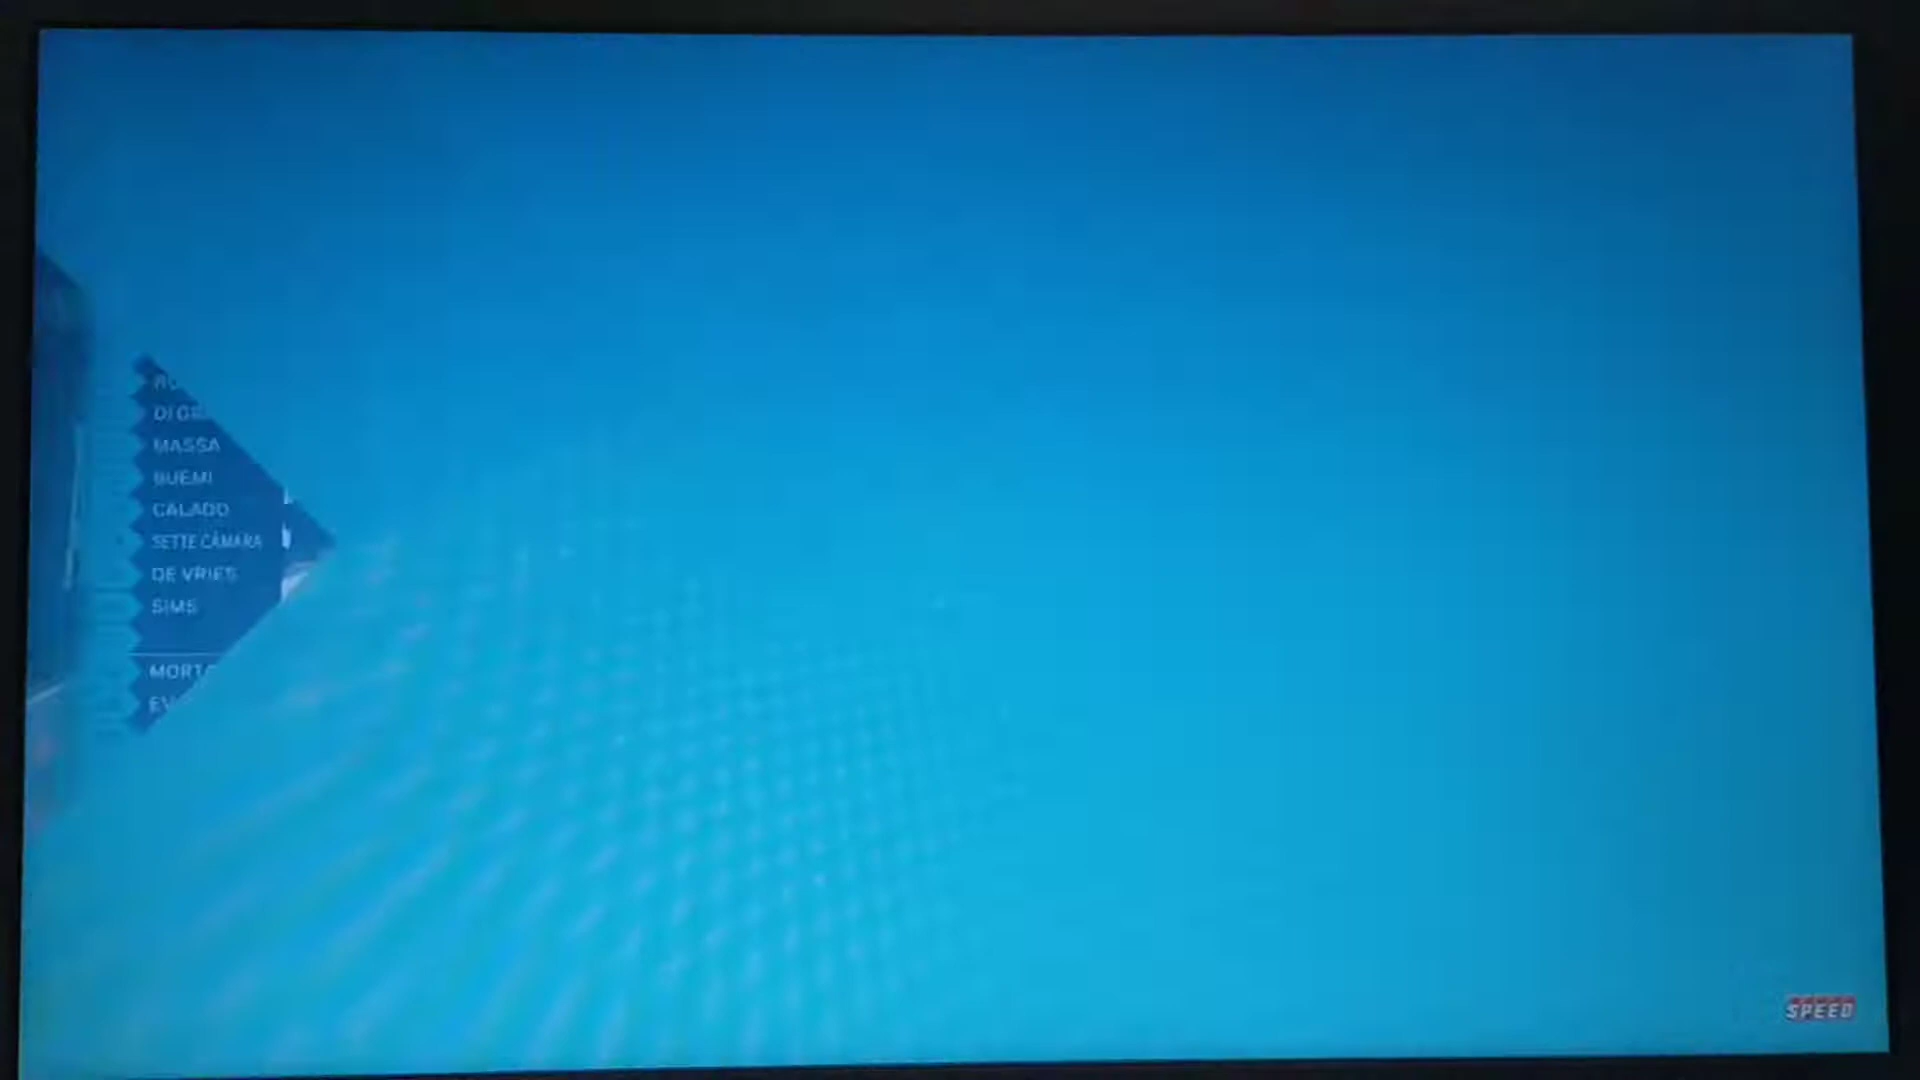 MASSA
BUEMI
CALADO
SETTE CÂMARA
DE VRIES
SIMS
SPEED